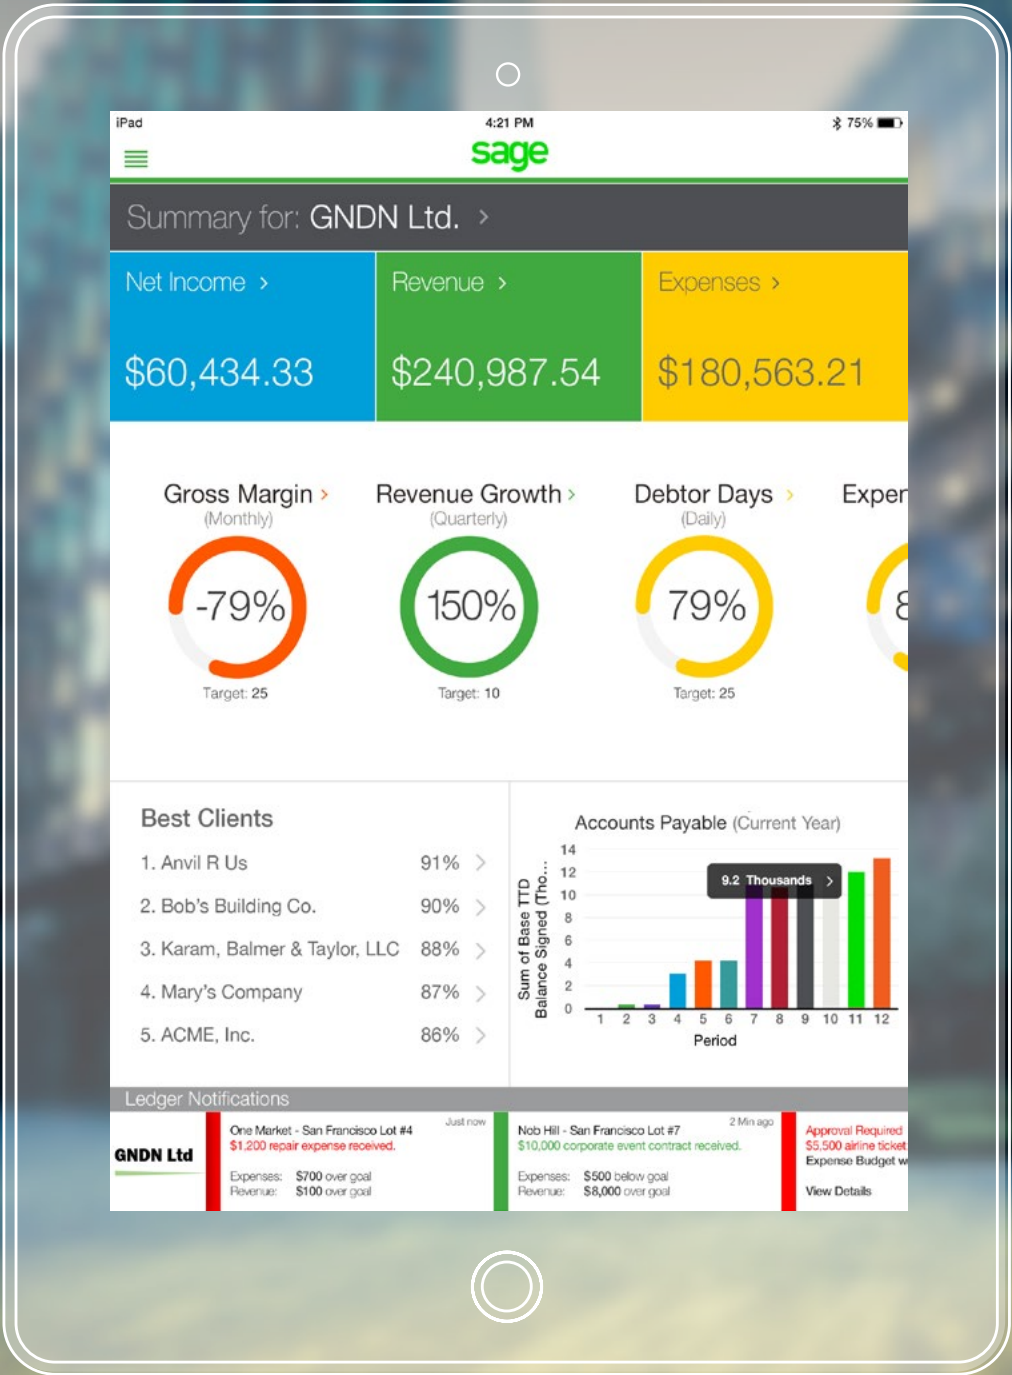 iPad
4:21 PM
75%
sage
Summary for: GNDN Ltd. >
Net Income >
$60,434.33
Revenue >
$240,987.54
Expenses >
$180,563.21
Gross Margin >
(Monthly)
-79%
Target: 25
Revenue Growth >
(Quarterly)
150%
Target: 10
Debtor Days >
(Daily)
79%
Target: 25
Exper
8
Best Clients
1. Anvil R Us 91% >
2. Bob's Building Co. 90% >
3. Karam, Balmer & Taylor, LLC 88% >
4. Mary's Company 87% >
5. ACME, Inc. 86% >
Accounts Payable (Current Year)
Sum of Base TTD
Balance Signed (Tho...
14
12
10
8
6
4
2
0
9.2 Thousands >
1 2 3 4 5 6 7 8 9 10 11 12
Period
Ledger Notifications
GNDN Ltd
Just now
One Market - San Francisco Lot #4
$1,200 repair expense received.
Expenses: $700 over goal
Revenue: $100 over goal
2 Min ago
Nob Hill - San Francisco Lot #7
$10,000 corporate event contract received.
Expenses: $500 below goal
Revenue: $8,000 over goal
Approval Required
$5,500 airline ticket
Expense Budget w
View Details